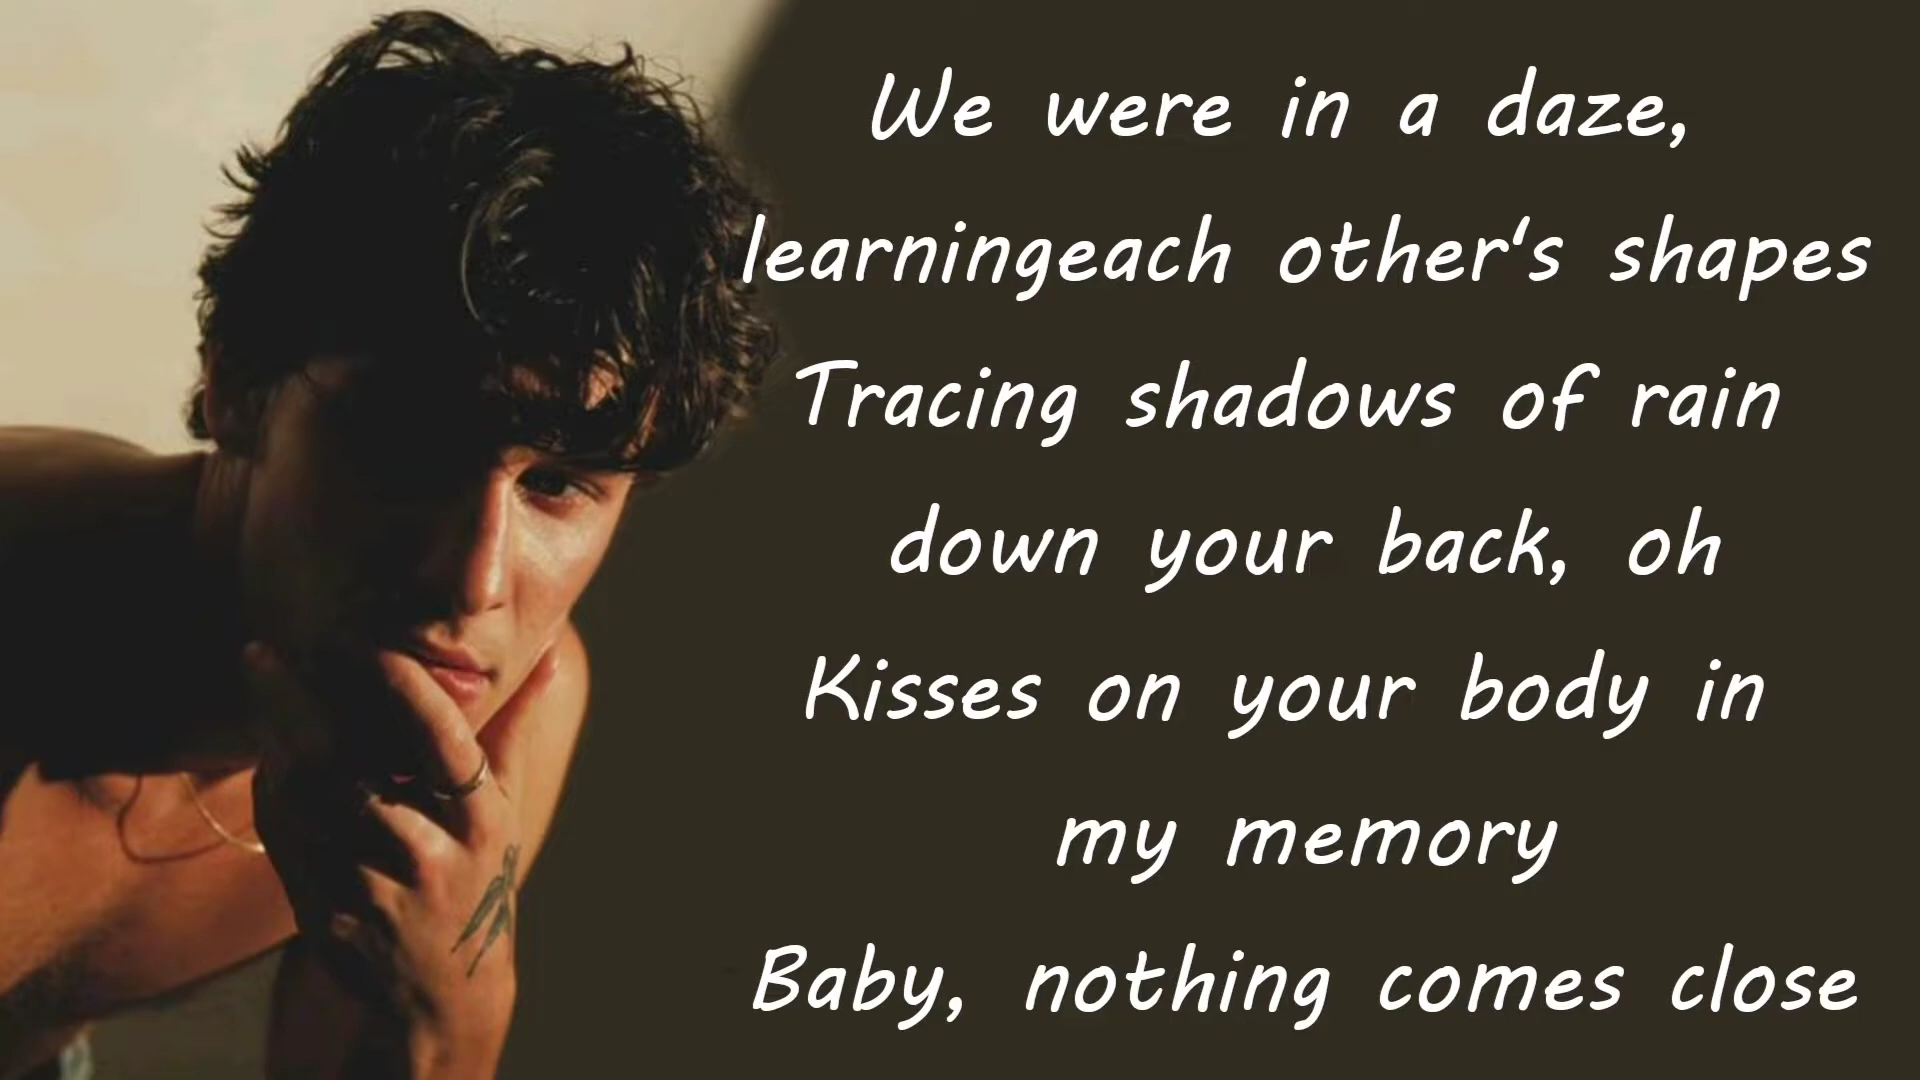 We were in a daze,
learningeach other's shapes
Tracing shadows of rain
down your back, oh
Kisses on your body in
my memory
Baby, nothing comes close